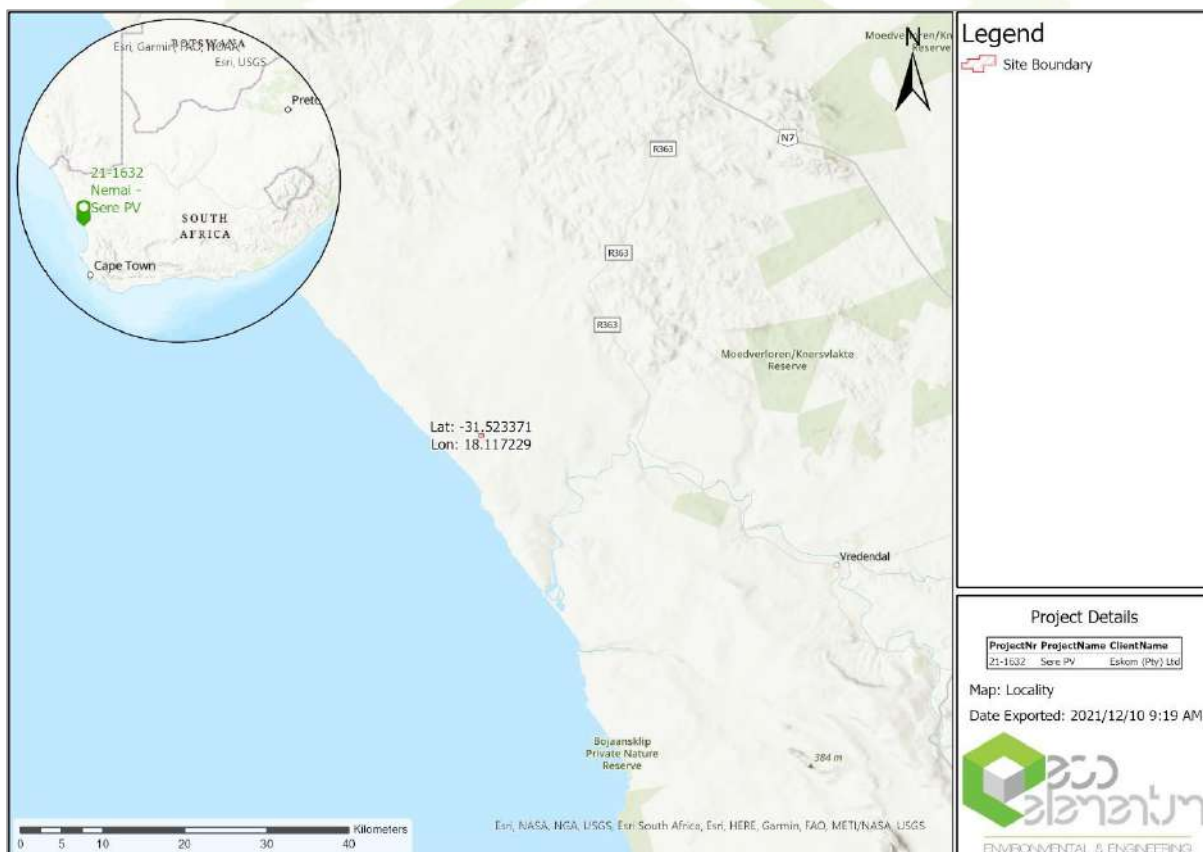 Esri, Garmin, FAO, NOAA,
BOTSWANA
Esri, USGS
Preto
21-1632
Nemai -
Sere PV
SOUTH
AFRICA
Cape Town
Moedverloren/Kn
Reserve
N
N7
R363
R363
R363
Moedverloren/Knersvlakte
Reserve
Lat: -31.523371
Lon: 18.117229
Vredendal
Bojaansklip
Private Nature
Reserve
384 m
Kilometers
0 5 10 20 30 40
Esri, NASA, NGA, USGS, Esri South Africa, Esri, HERE, Garmin, FAO, METI/NASA, USGS
Legend
Site Boundary
Project Details
ProjectNr ProjectName ClientName
21-1632 Sere PV Eskom (Pty) Ltd
Map: Locality
Date Exported: 2021/12/10 9:19 AM
eco
elementum
ENVIRONMENTAL & ENGINEERING